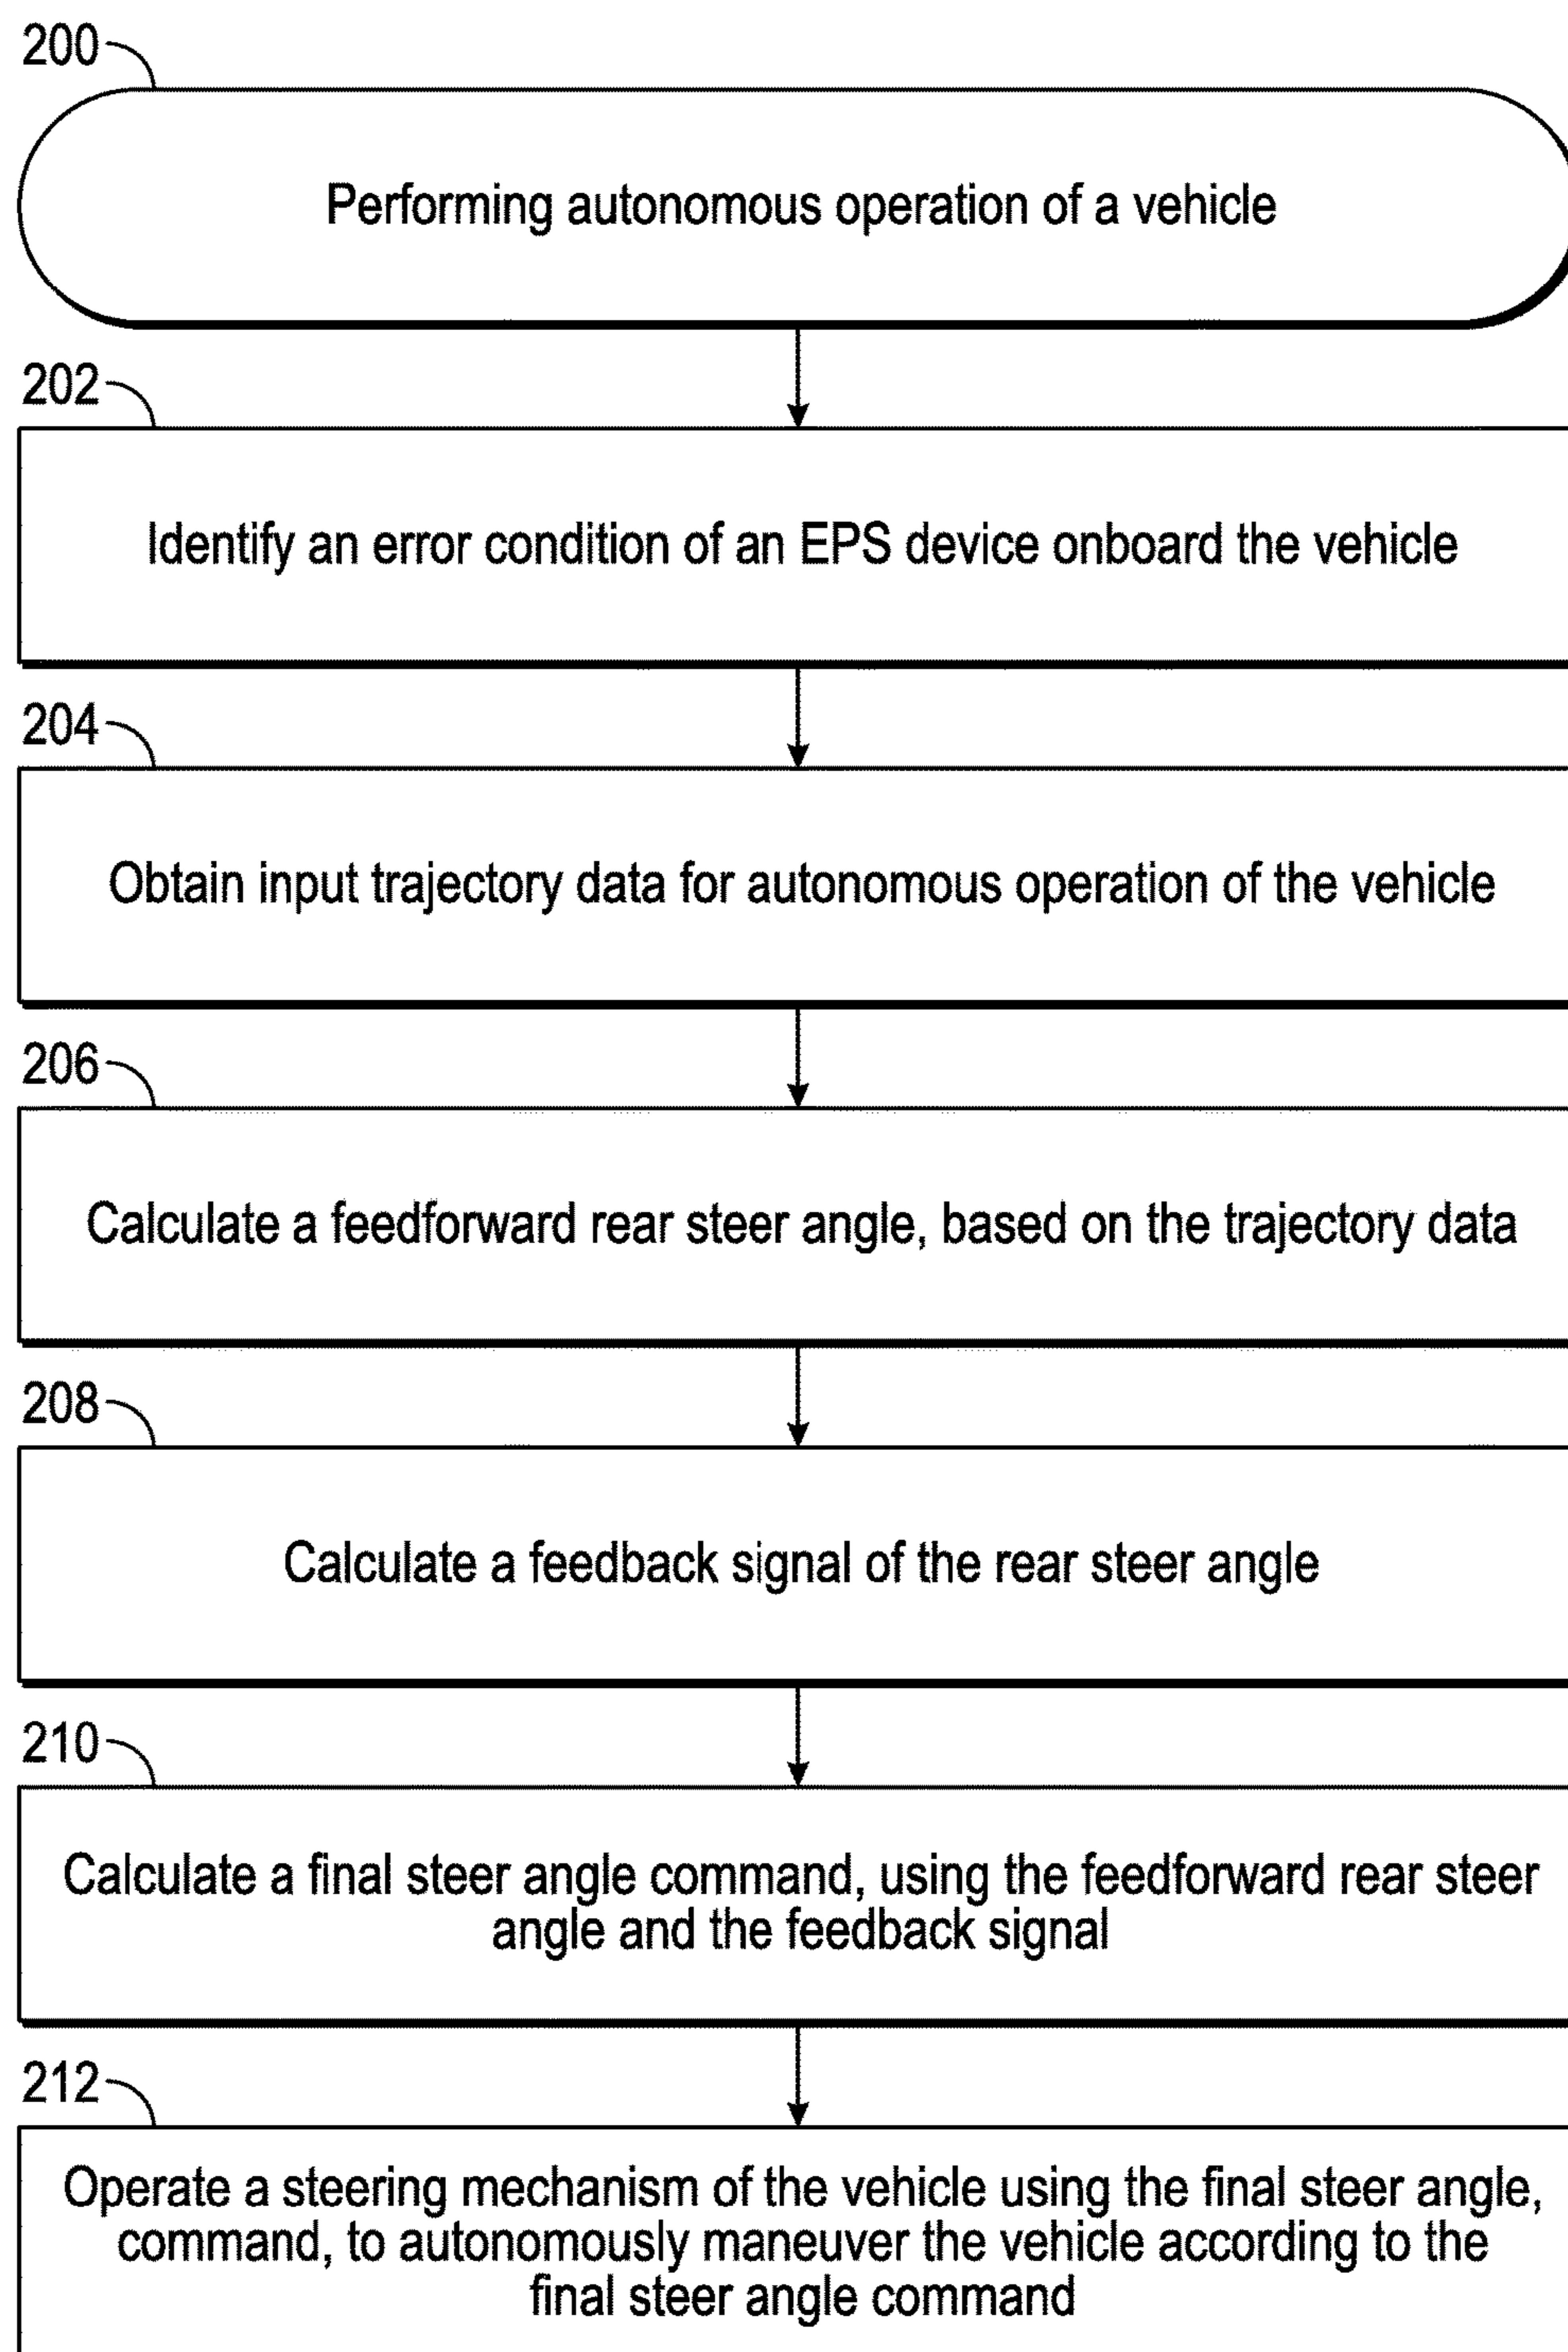 200
Performing autonomous operation of a vehicle
202
Identify an error condition of an EPS device onboard the vehicle
204
Obtain input trajectory data for autonomous operation of the vehicle
206
Calculate a feedforward rear steer angle, based on the trajectory data
208
Calculate a feedback signal of the rear steer angle
210
Calculate a final steer angle command, using the feedforward rear steer
angle and the feedback signal
212
Operate a steering mechanism of the vehicle using the final steer angle,
command, to autonomously maneuver the vehicle according to the
final steer angle command